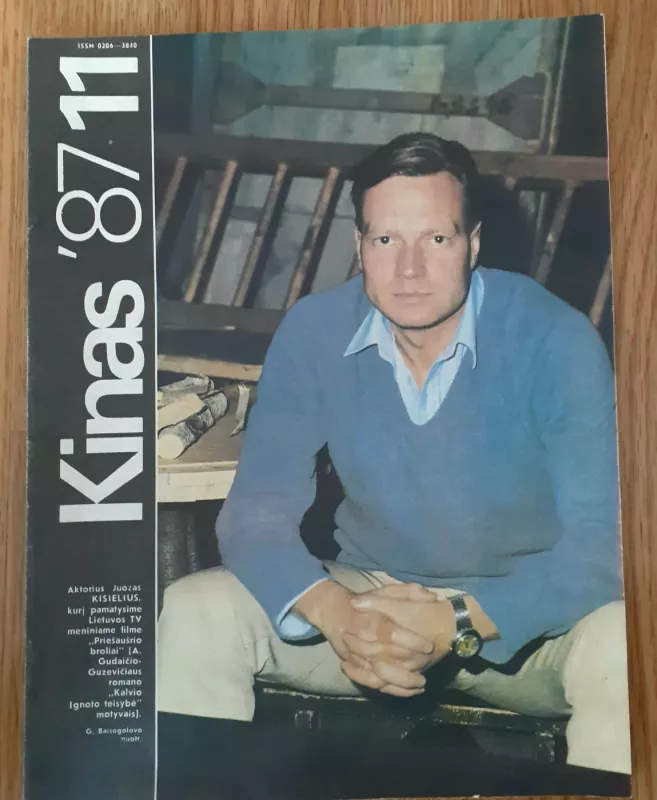 ISSN 0206—3840
Kinas '87·11
Aktorius Juozas
KISIELIUS,
kurį pamatysime
Lietuvos TV
meniniame filme
„Priešaušrio
broliai" [A.
Gudaičio-
Guzevičiaus
romano
„Kalvio
Ignoto teisybė"
motyvais].
G. Baisogolovo
nuotr.